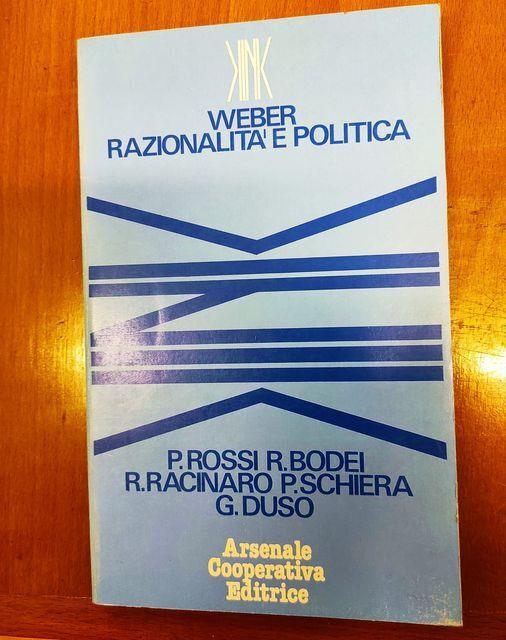 WEBER
RAZIONALITA' E POLITICA
P.ROSSI R.BODEI
R.RACINARO P.SCHIERA
G.DUSO
Arsenale
Cooperativa
Editrice